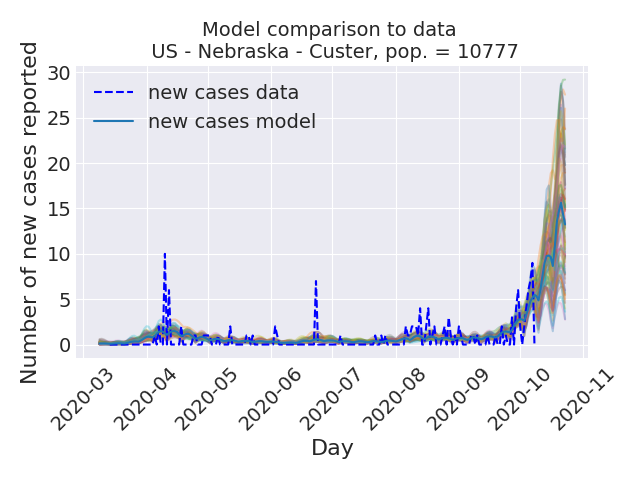 Model comparison to data
US - Nebraska - Custer, pop. = 10777
Number of new cases reported
30
25
20
15
10
5
0
new cases data
new cases model
2020-03
2020-04
2020-05
2020-06
2020-07
2020-08
2020-09
2020-10
2020-11
Day